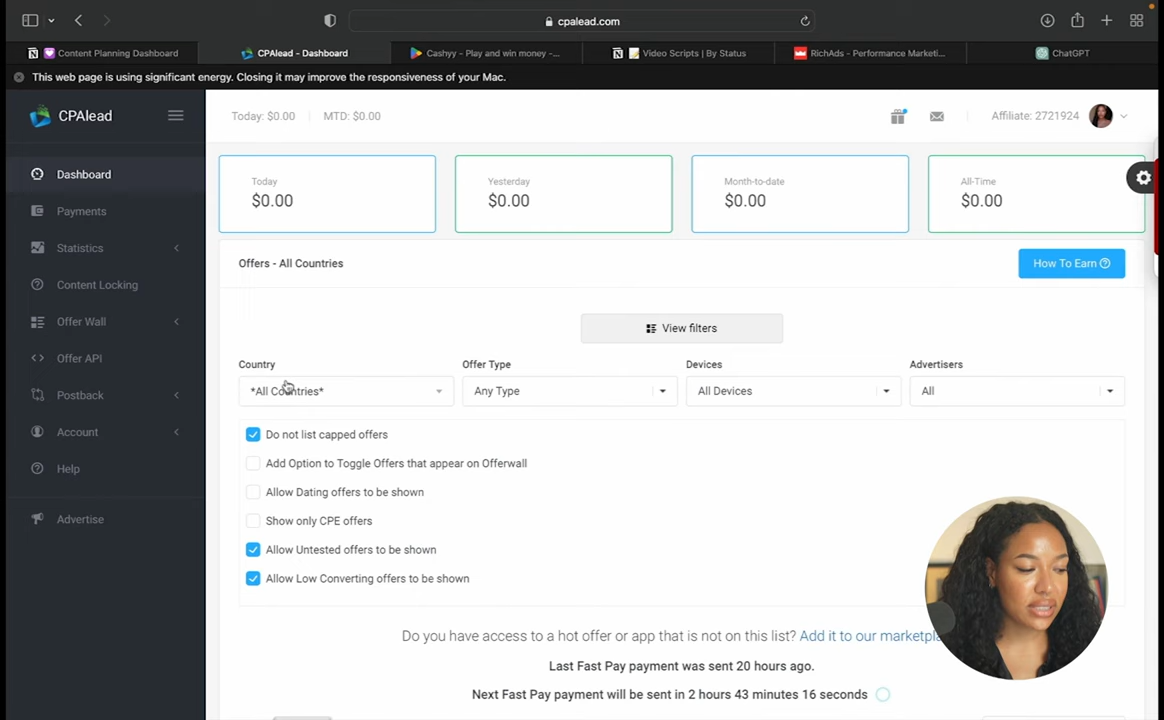 cpalead.com
Content Planning Dashboard
CPAlead - Dashboard
Cashyy - Play and win money -...
Video Scripts | By Status
RichAds - Performance Marketi...
ChatGPT
This web page is using significant energy. Closing it may improve the responsiveness of your Mac.
CPAlead
Today: $0.00
MTD: $0.00
Affiliate: 2721924
Dashboard
Payments
Statistics
Content Locking
Offer Wall
Offer API
Postback
Account
Help
Advertise
Today
$0.00
Yesterday
$0.00
Month-to-date
$0.00
All-Time
$0.00
Offers - All Countries
How To Earn
View filters
Country
Offer Type
Devices
Advertisers
*All Countries*
Any Type
All Devices
All
Do not list capped offers
Add Option to Toggle Offers that appear on Offerwall
Allow Dating offers to be shown
Show only CPE offers
Allow Untested offers to be shown
Allow Low Converting offers to be shown
Do you have access to a hot offer or app that is not on this list? Add it to our marketpla
Last Fast Pay payment was sent 20 hours ago.
Next Fast Pay payment will be sent in 2 hours 43 minutes 16 seconds